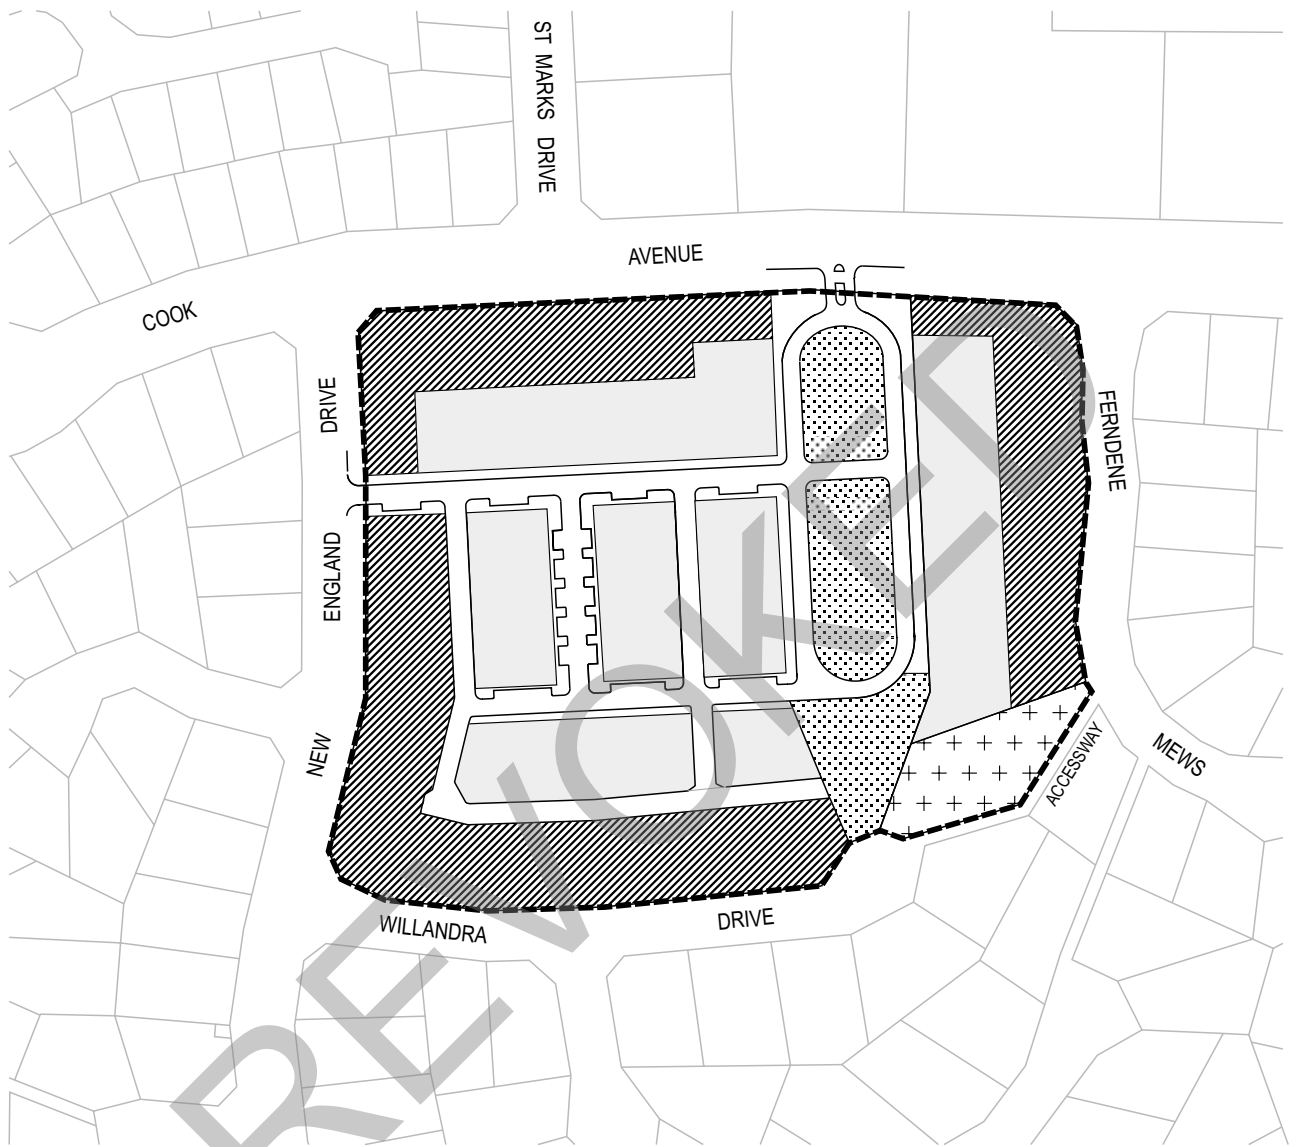 ST MARKS DRIVE
AVENUE
COOK
DRIVE
ENGLAND
NEW
FERNDENE
MEWS
ACCESSWAY
WILLANDRA
DRIVE
REVOKED